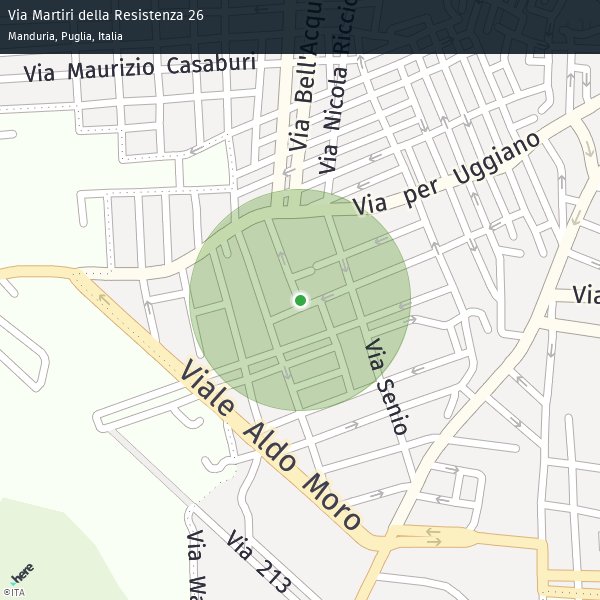 Via Martiri della Resistenza 26
Manduria, Puglia, Italia
Via Maurizio Casaburi
Via Bell'Acqu
Via Nicola Riccio
Via per Uggiano
Via
Via Senio
Viale Aldo Moro
Via 213
Via Wa
here
©ITA